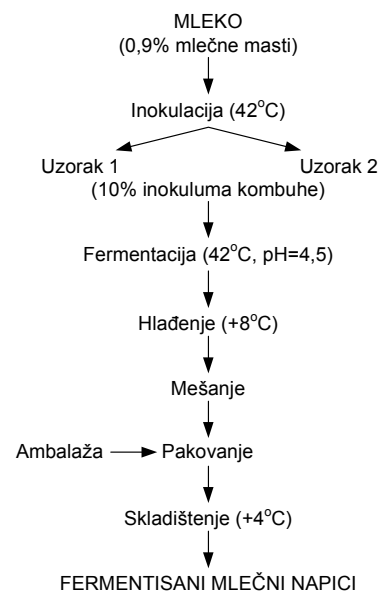 MLEKO
(0,9% mlečne masti)
Inokulacija (42°C)
Uzorak 1 Uzorak 2
(10% inokuluma kombuhe)
Fermentacija (42°C, pH=4,5)
Hlađenje (+8°C)
Mešanje
Ambalaža Pakovanje
Skladištenje (+4°C)
FERMENTISANI MLEČNI NAPICI